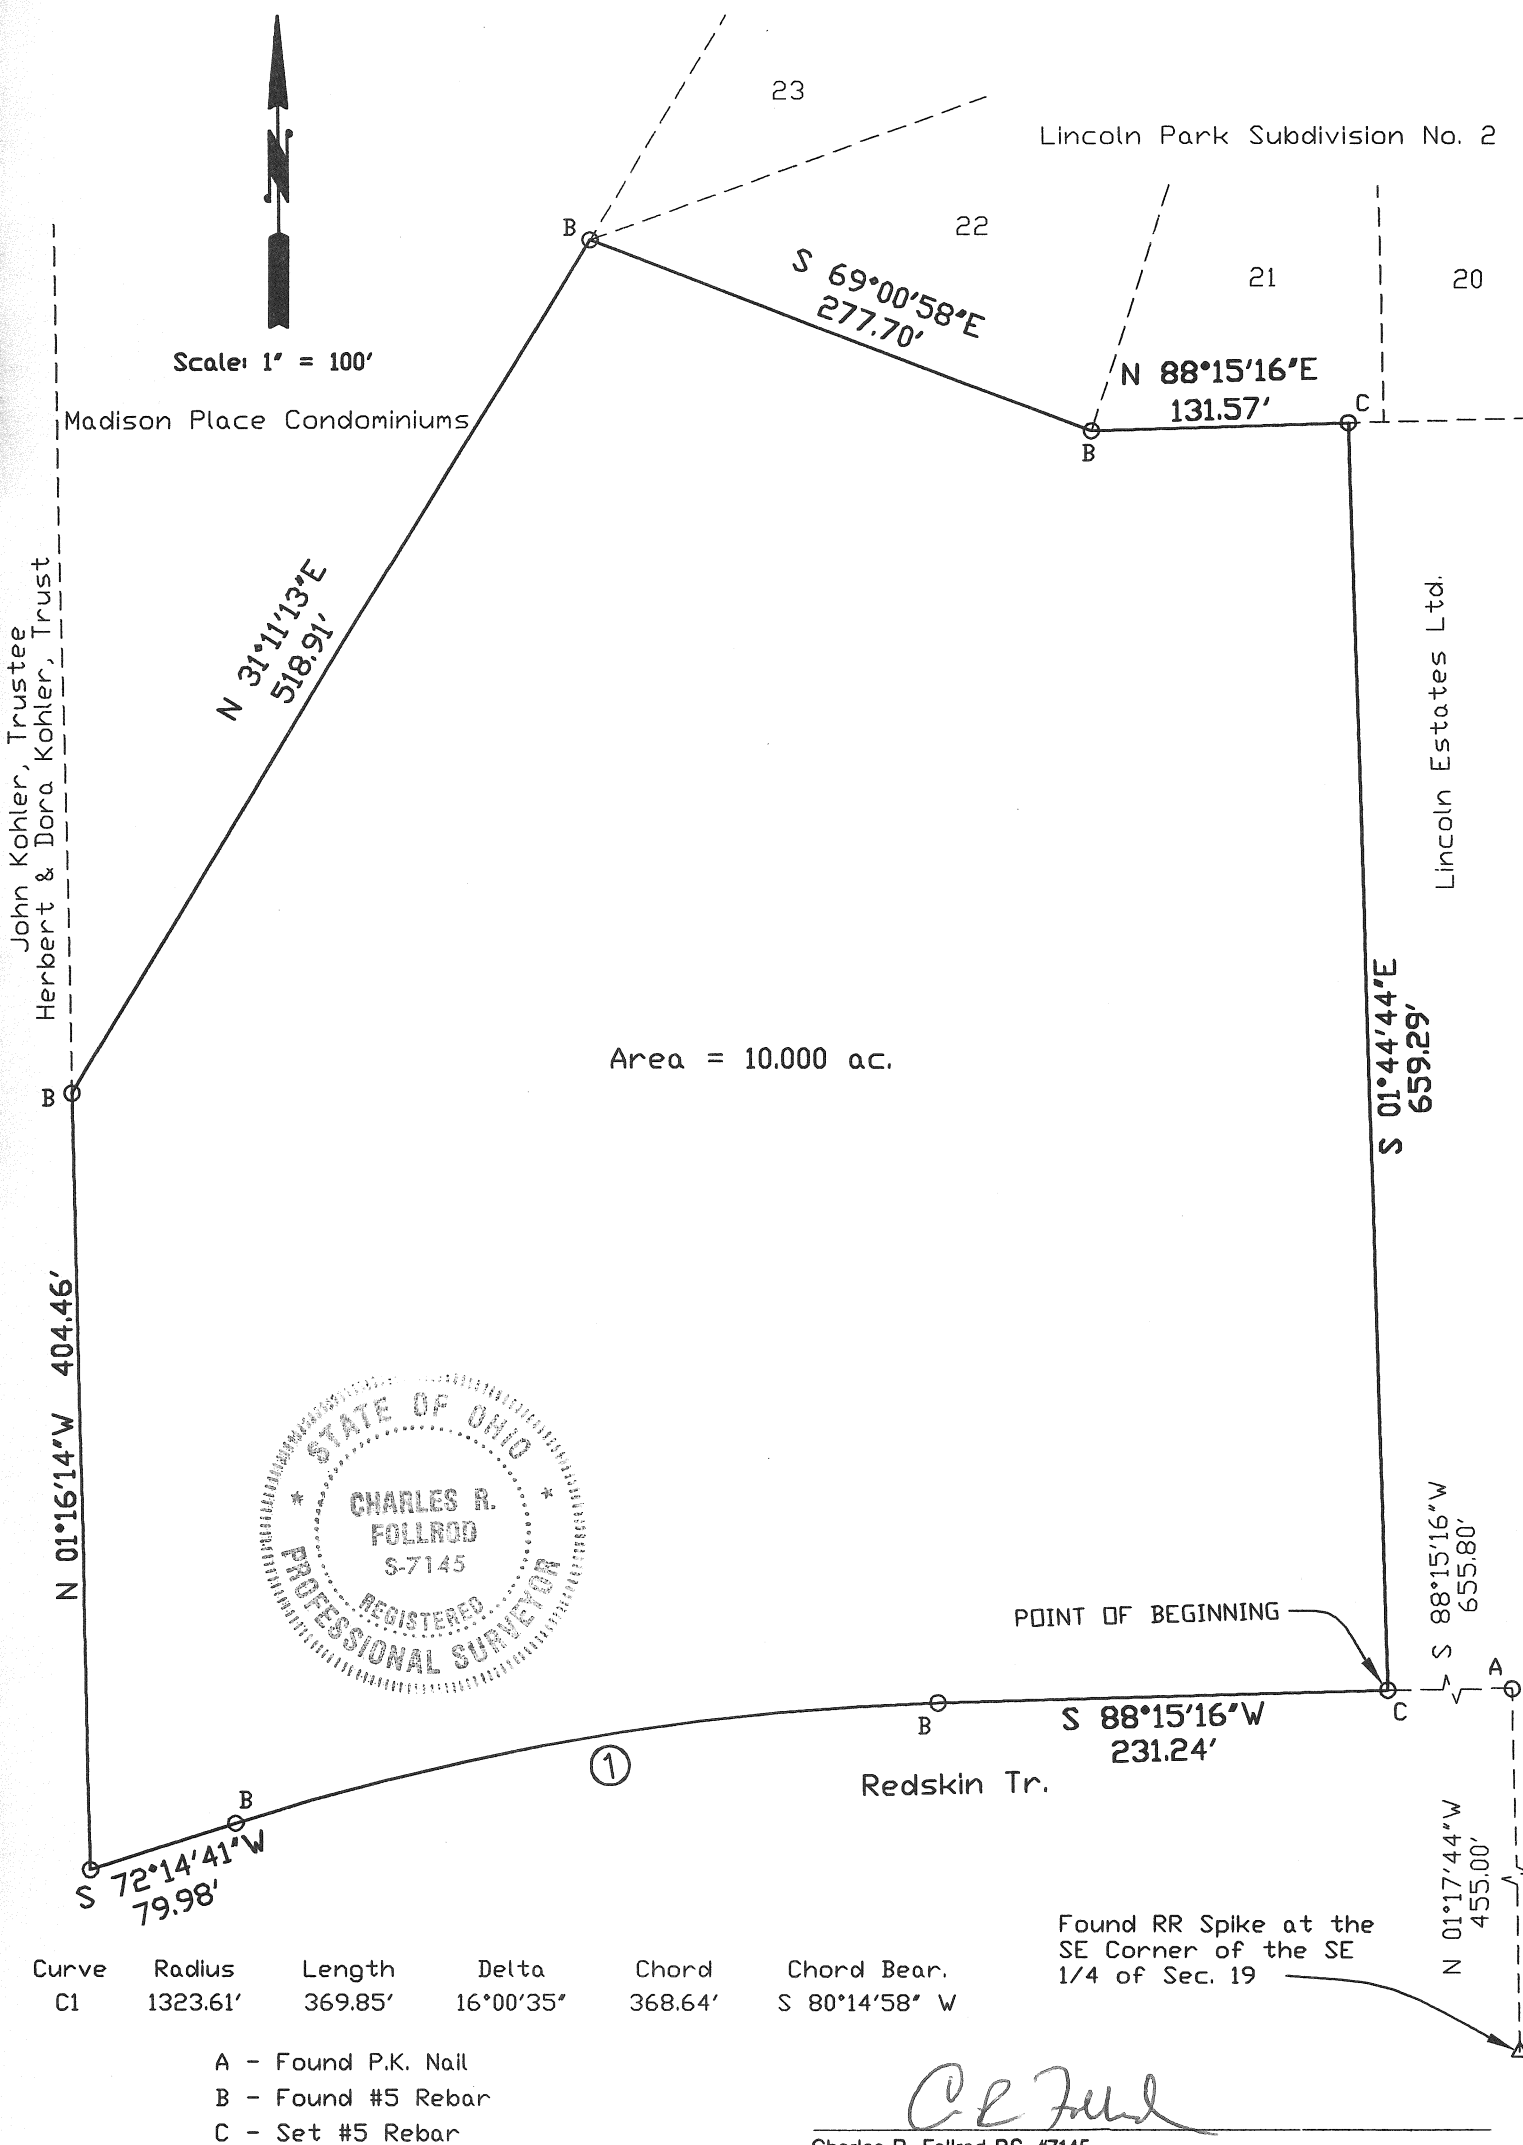 23
Lincoln Park Subdivision No. 2
B
22
S 69°00'58"E
277.70'
21
20
Scale: 1" = 100'
N 88°15'16"E
131.57'
C
Madison Place Condominiums
B
N 31°11'13"E
518.91'
John Kohler, Trustee
Herbert & Dora Kohler, Trust
Lincoln Estates Ltd.
S 01°44'44"E
659.29'
Area = 10.000 ac.
B
N 01°16'14"W 404.46'
STATE OF OHIO
CHARLES R.
FOLLROD
S-7145
REGISTERED
PROFESSIONAL SURVEYOR
POINT OF BEGINNING
S 88°15'16"W
655.80'
A
C
B
S 88°15'16"W
231.24'
1
Redskin Tr.
B
S 72°14'41"W
79.98'
N 01°17'44"W
455.00'
Found RR Spike at the
SE Corner of the SE
1/4 of Sec. 19
Curve Radius Length Delta Chord Chord Bear.
C1 1323.61' 369.85' 16°00'35" 368.64' S 80°14'58" W
A - Found P.K. Nail
B - Found #5 Rebar
C - Set #5 Rebar
C R Follrod
Charles R. Follrod P.S. #7145